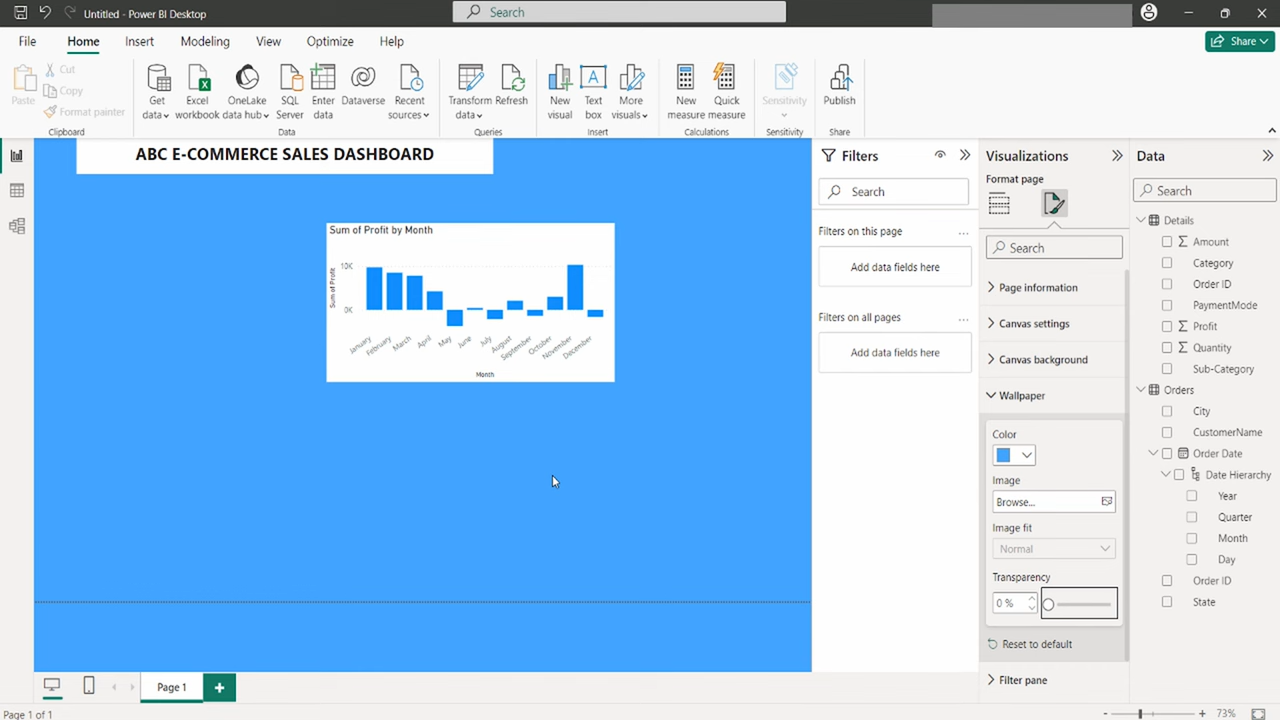 Untitled - Power BI Desktop
Search
File Home Insert Modeling View Optimize Help
Share
Paste
Cut
Copy
Format painter
Clipboard
Get data
Excel workbook
OneLake data hub
SQL Server
Enter data
Dataverse
Recent sources
Data
Transform data
Refresh
Queries
New visual
Text box
More visuals
Insert
New measure
Quick measure
Calculations
Sensitivity
Sensitivity
Publish
Share
ABC E-COMMERCE SALES DASHBOARD
Sum of Profit by Month
Sum of Profit
10K
0K
January February March April May June July August September October November December
Month
Filters
Search
Filters on this page ...
Add data fields here
Filters on all pages ...
Add data fields here
Visualizations
Format page
Search
Page information
Canvas settings
Canvas background
Wallpaper
Color
Image
Browse...
Image fit
Normal
Transparency
0 %
Reset to default
Filter pane
Data
Search
Details
Σ Amount
Category
Order ID
PaymentMode
Σ Profit
Σ Quantity
Sub-Category
Orders
City
CustomerName
Order Date
Date Hierarchy
Year
Quarter
Month
Day
Order ID
State
Page 1
+
Page 1 of 1
- + 73%